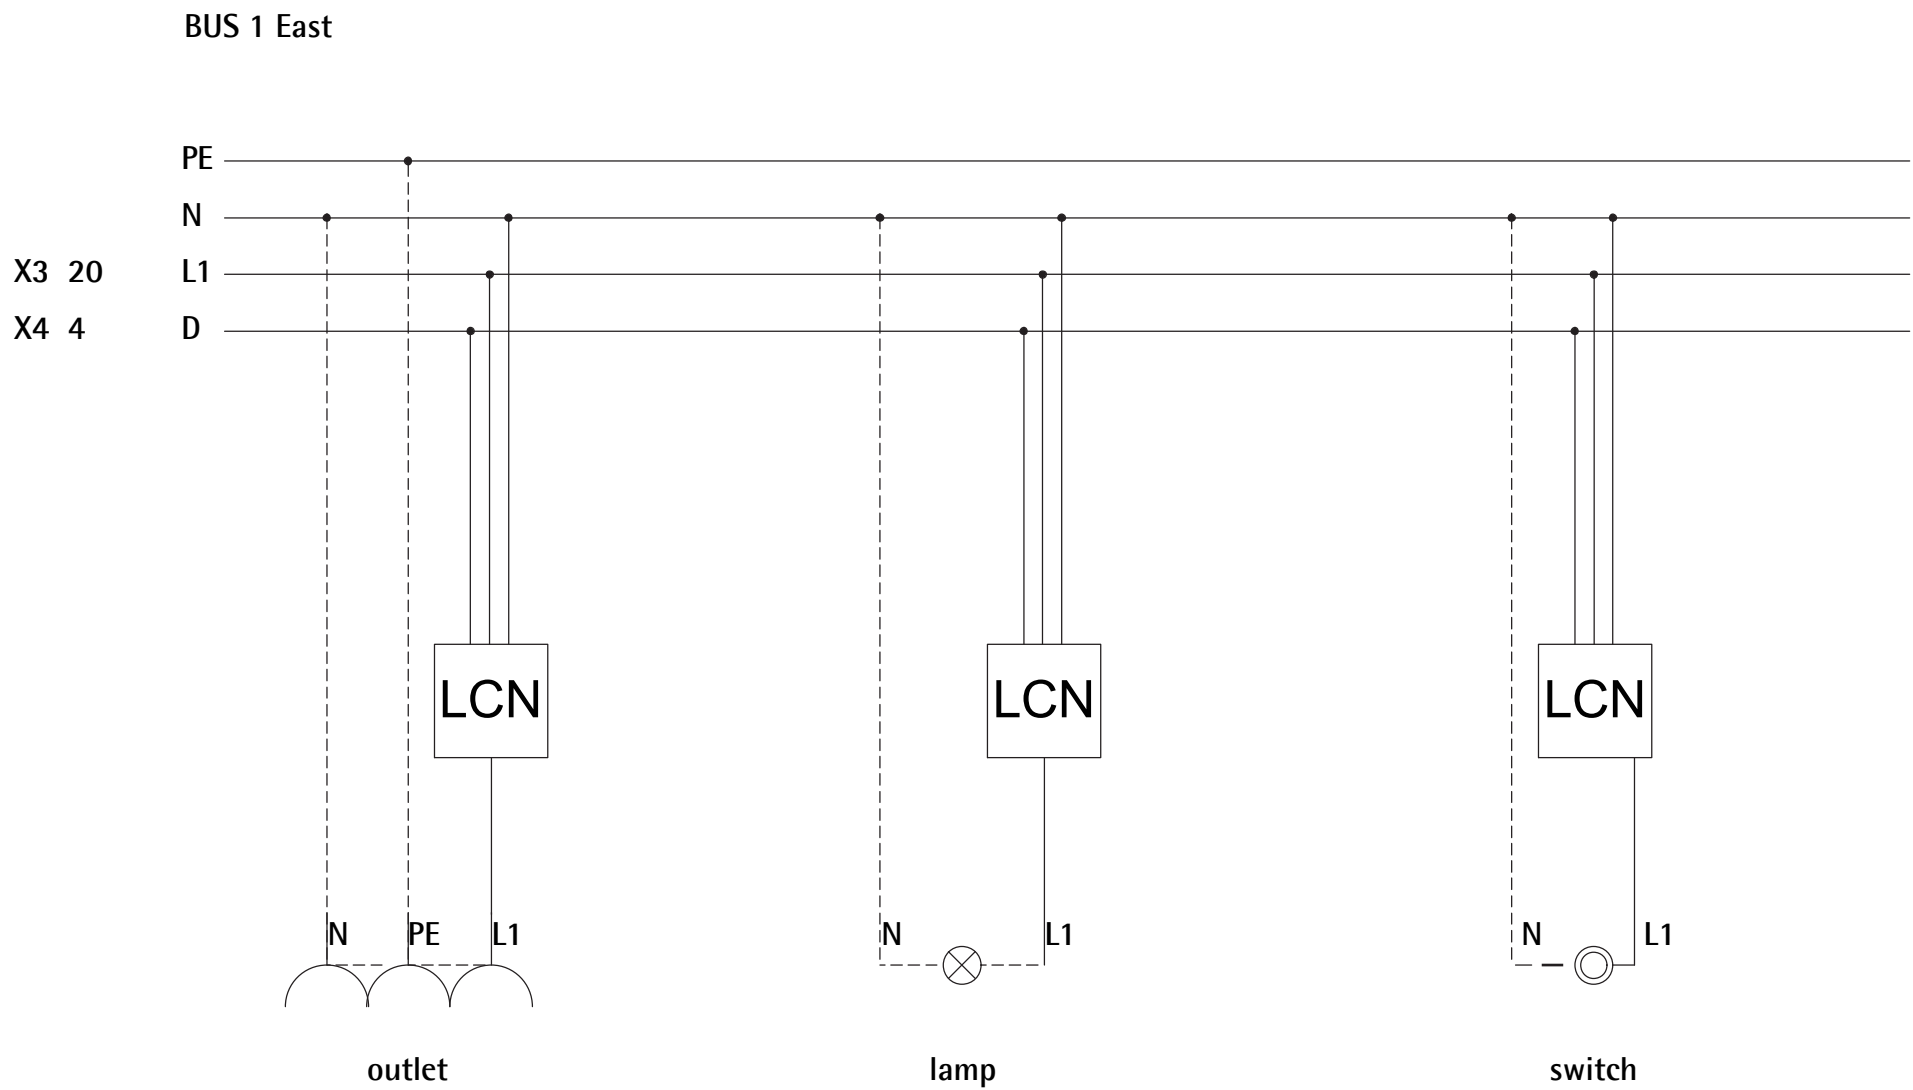 BUS 1 East
PE
N
X3 20 L1
X4 4 D
LCN LCN LCN
N PE L1 N L1 N L1
outlet lamp switch